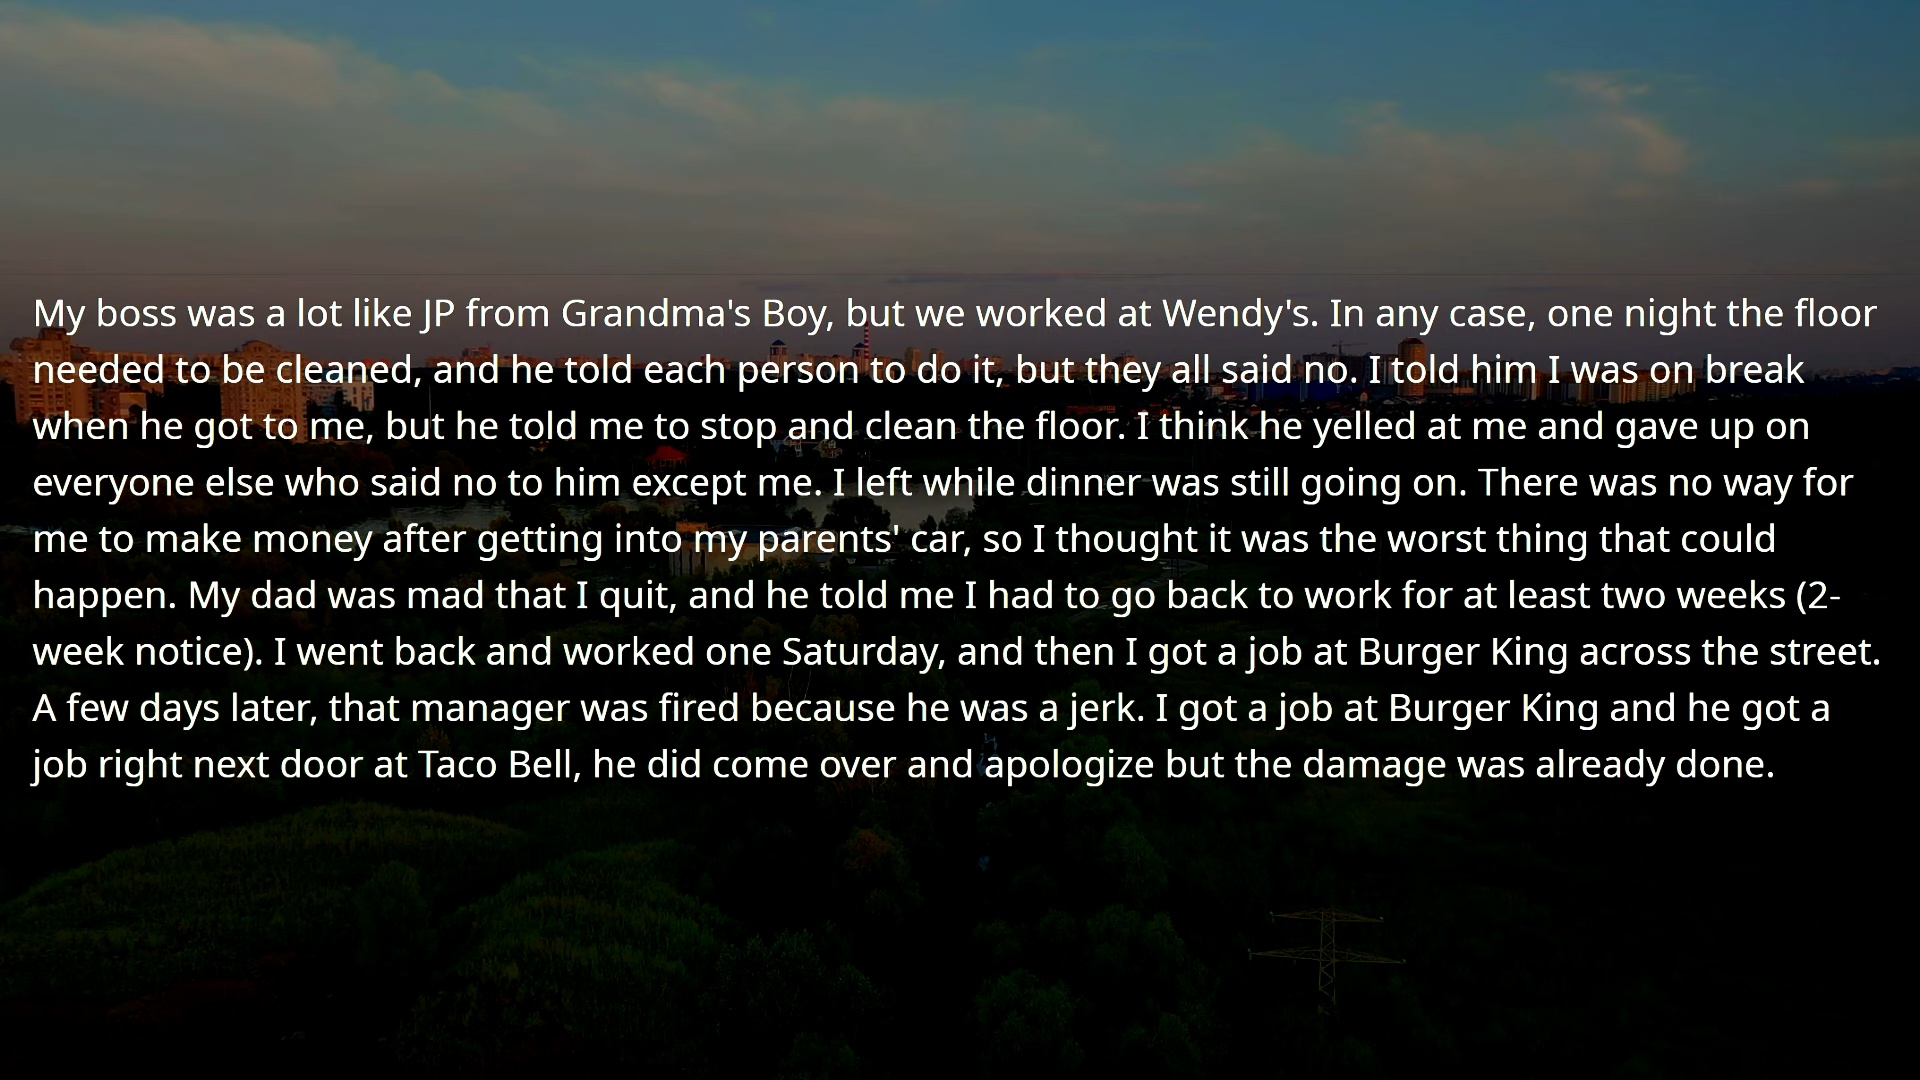 My boss was a lot like JP from Grandma's Boy, but we worked at Wendy's. In any case, one night the floor
needed to be cleaned, and he told each person to do it, but they all said no. I told him I was on break
when he got to me, but he told me to stop and clean the floor. I think he yelled at me and gave up on
everyone else who said no to him except me. I left while dinner was still going on. There was no way for
me to make money after getting into my parents' car, so I thought it was the worst thing that could
happen. My dad was mad that I quit, and he told me I had to go back to work for at least two weeks (2-
week notice). I went back and worked one Saturday, and then I got a job at Burger King across the street.
A few days later, that manager was fired because he was a jerk. I got a job at Burger King and he got a
job right next door at Taco Bell, he did come over and apologize but the damage was already done.